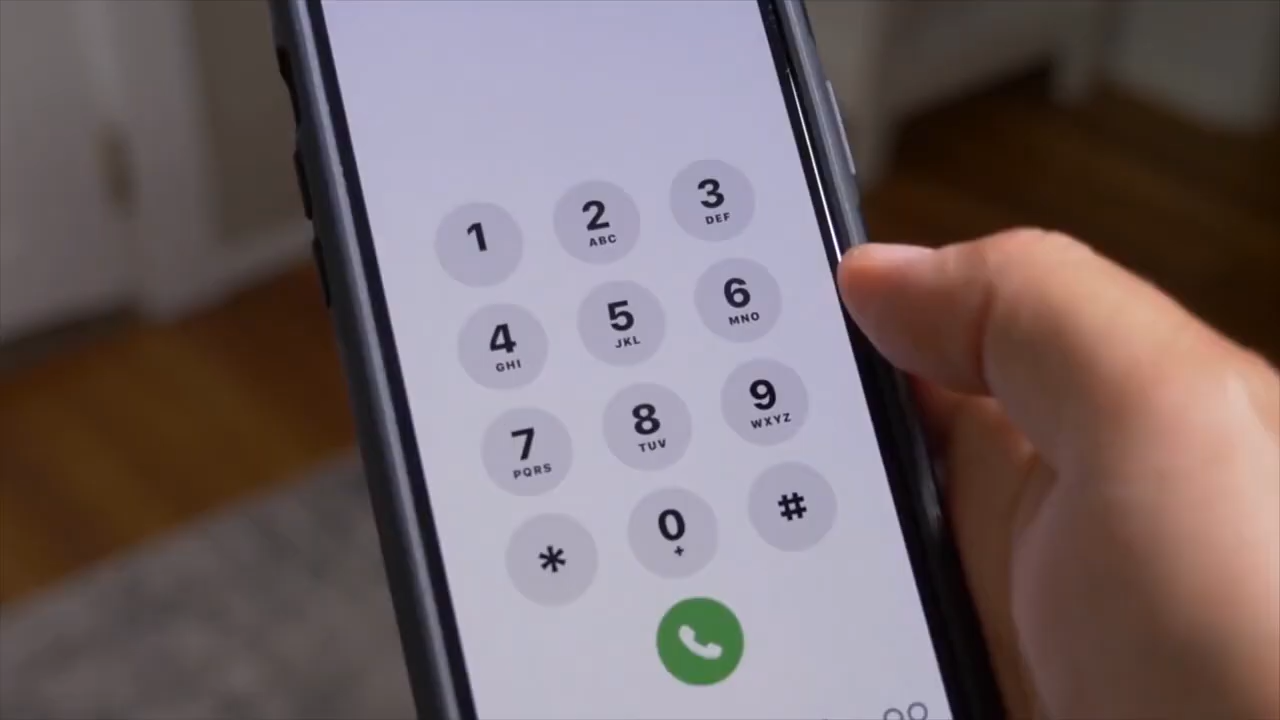 1 2 3
ABC DEF
4 5 6
GHI JKL MNO
7 8 9
PQRS TUV WXYZ
* 0 #
+